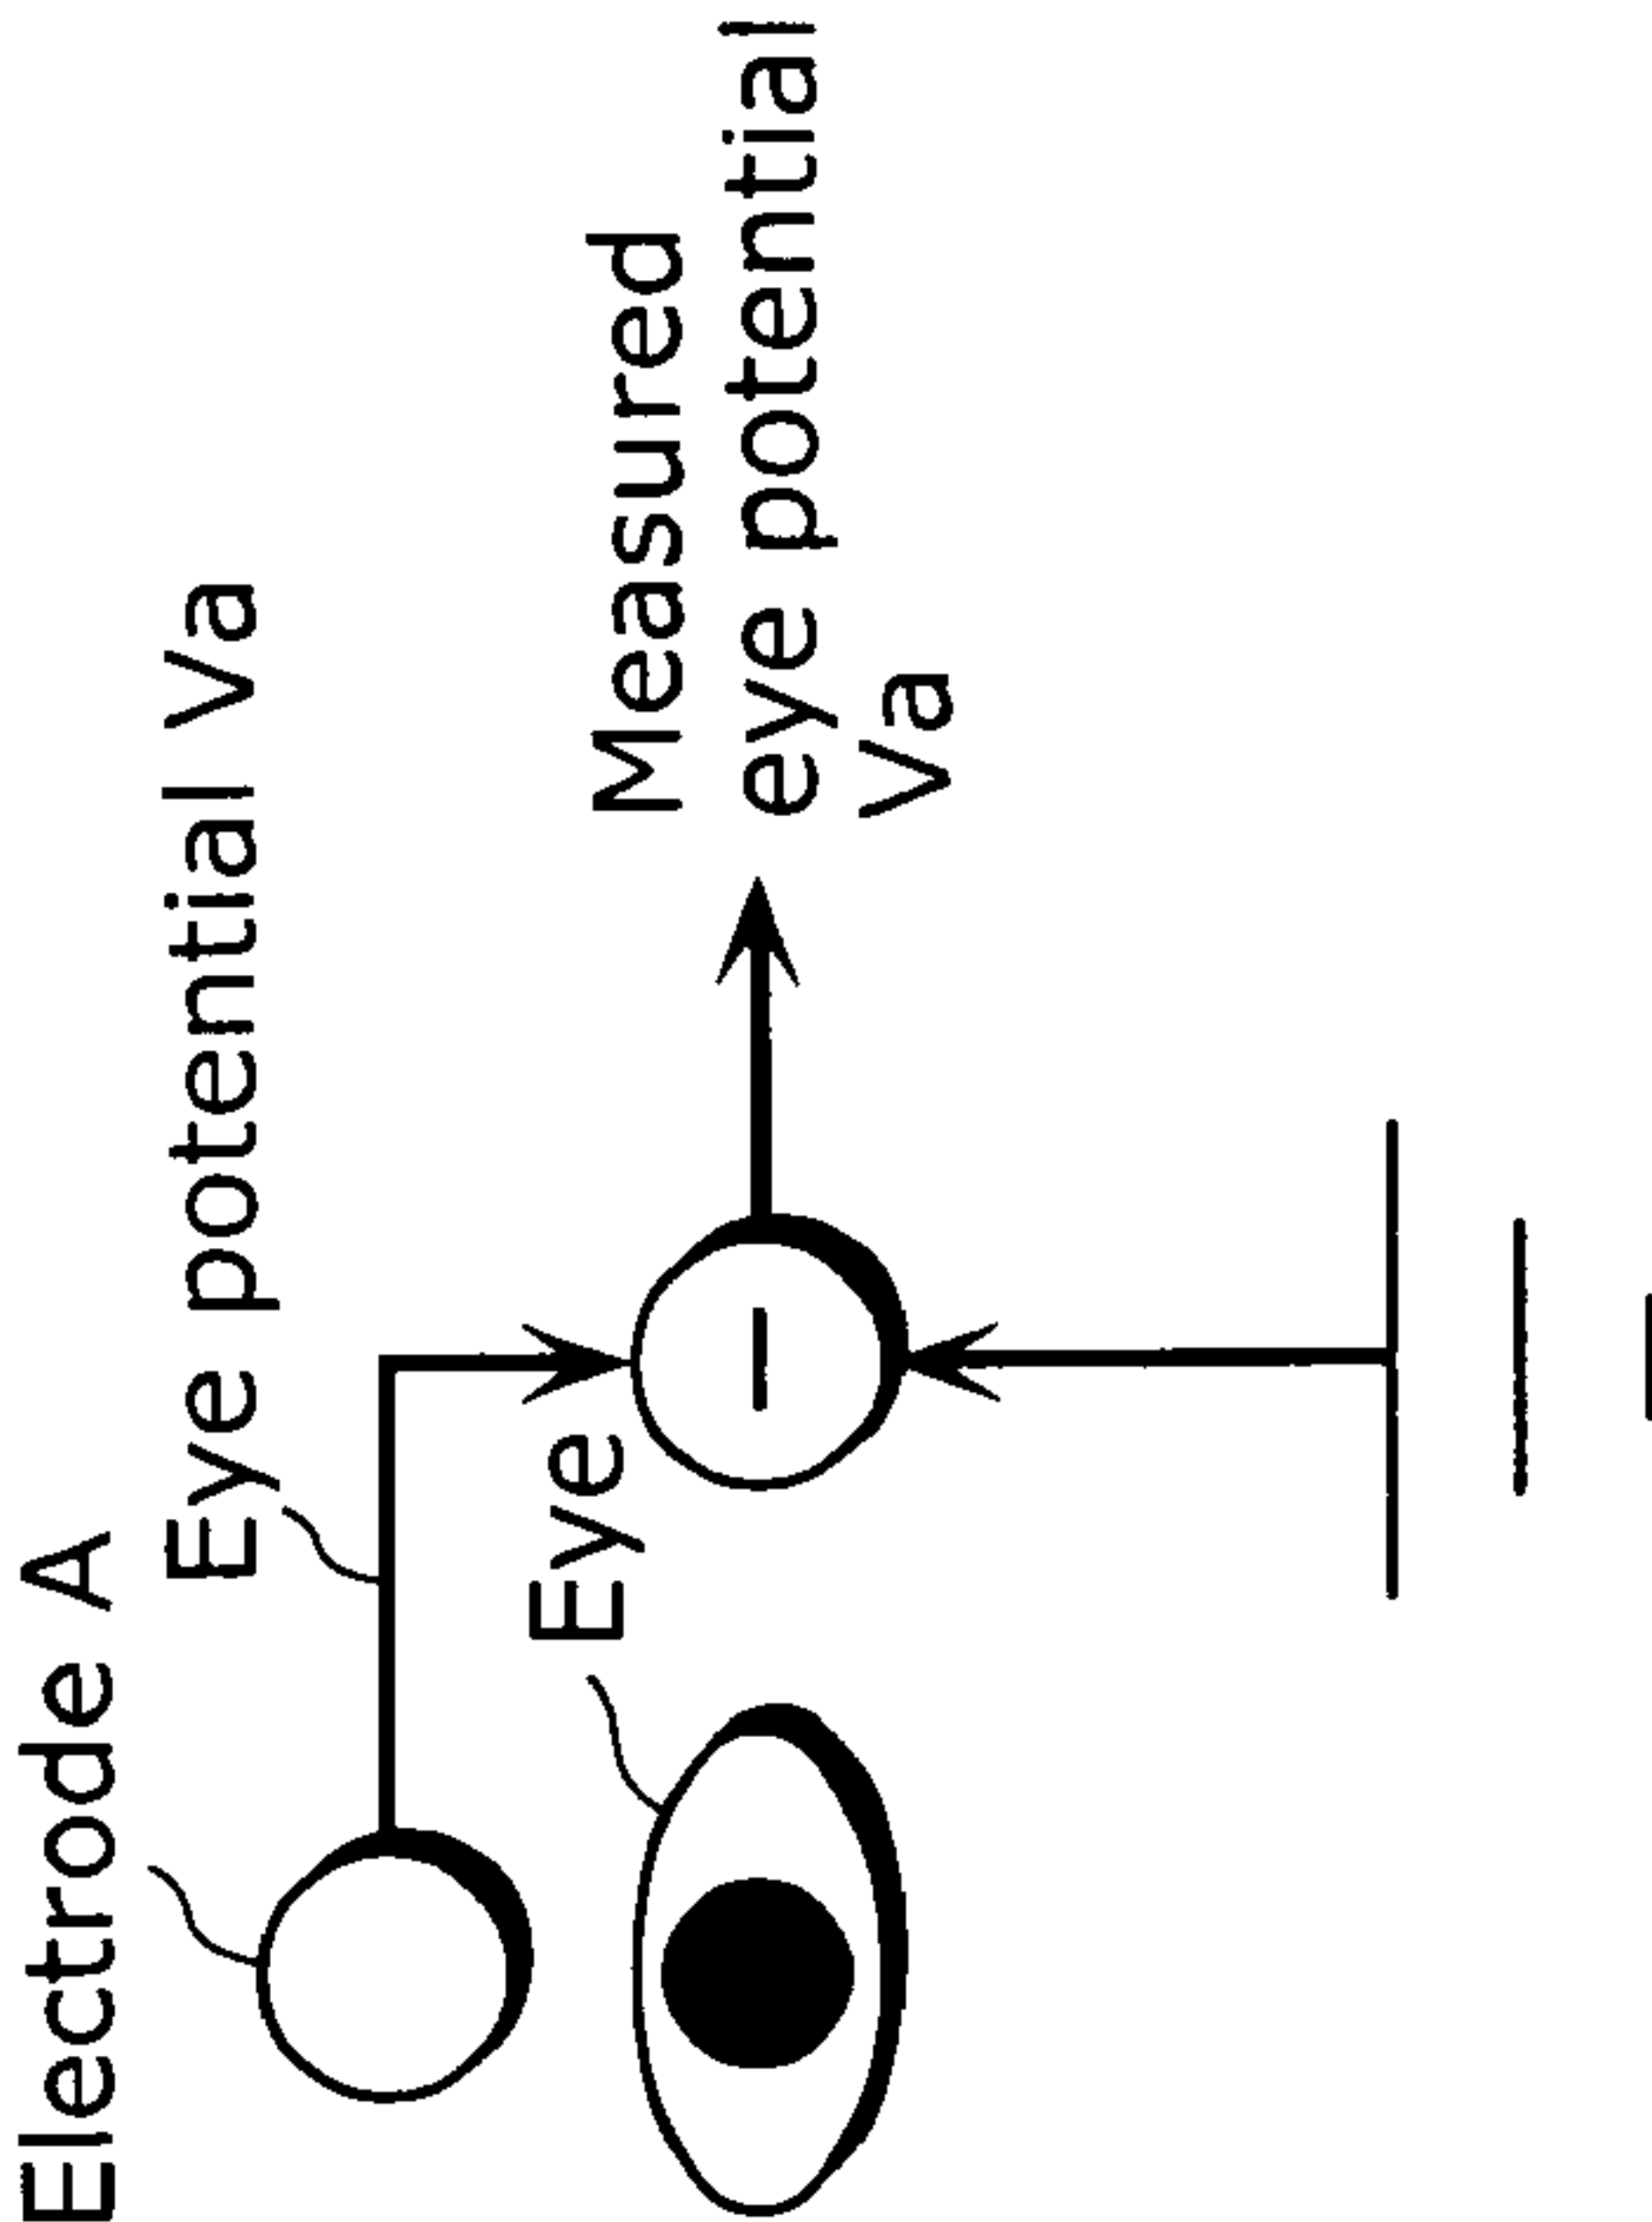 Electrode A
Eye potential Va
Eye
Measured
eye potential
Va